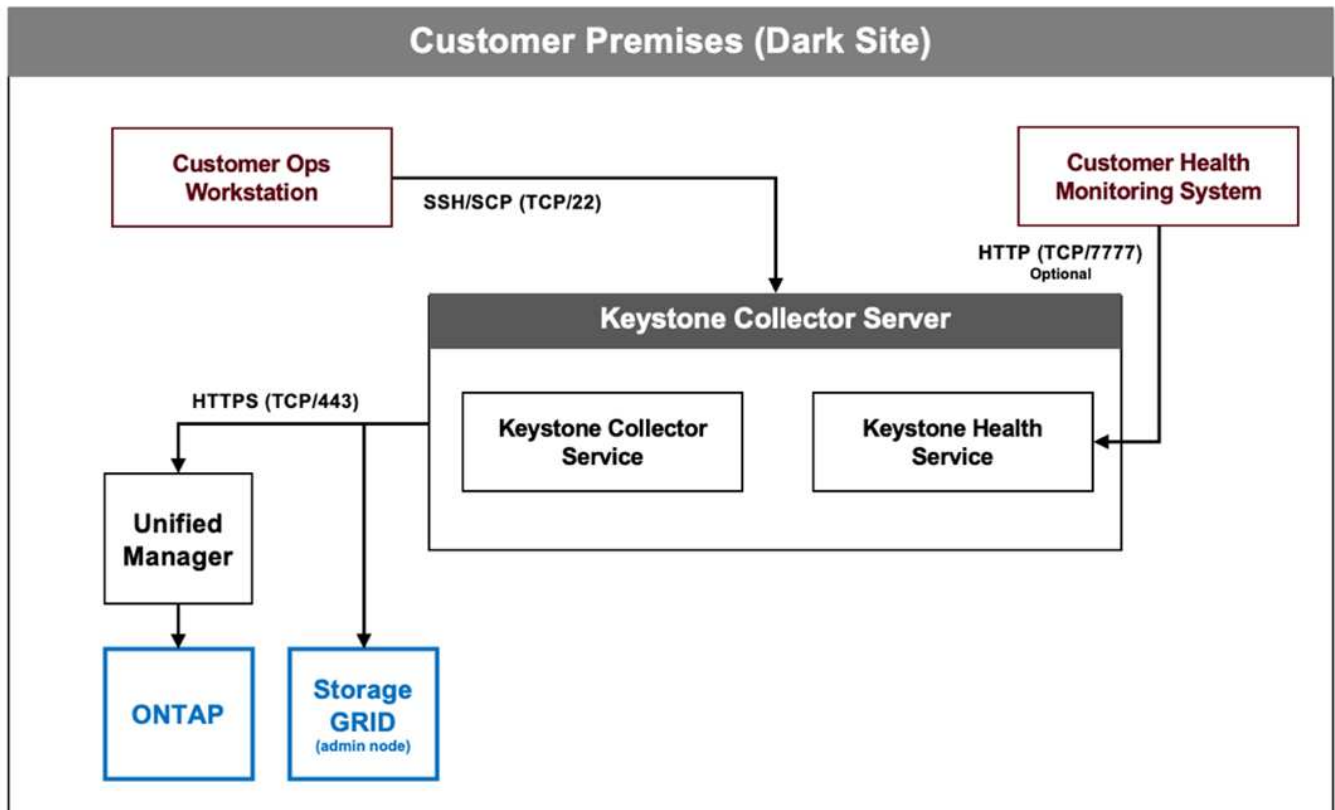 Customer Premises (Dark Site)
Customer Ops
Workstation
SSH/SCP (TCP/22)
Customer Health
Monitoring System
HTTP (TCP/7777)
Optional
Keystone Collector Server
Keystone Collector
Service
Keystone Health
Service
HTTPS (TCP/443)
Unified
Manager
ONTAP
Storage
GRID
(admin node)